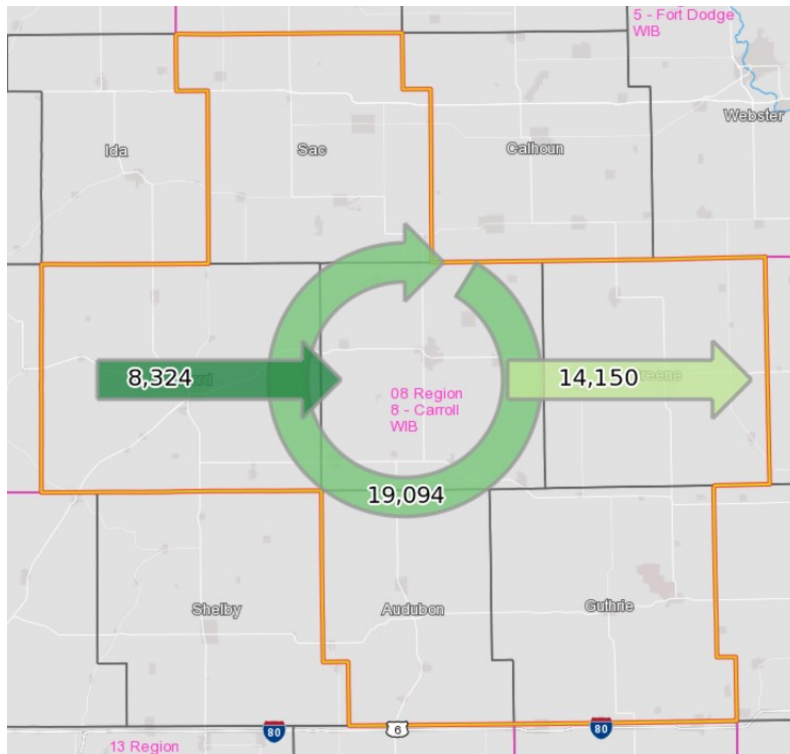 5 - Fort Dodge
WIB
Webster
Ida
Sac
Calhoun
8,324
14,150
08 Region
8 - Carroll
WIB
19,094
Shelby
Audubon
Guthrie
80
6
80
13 Region